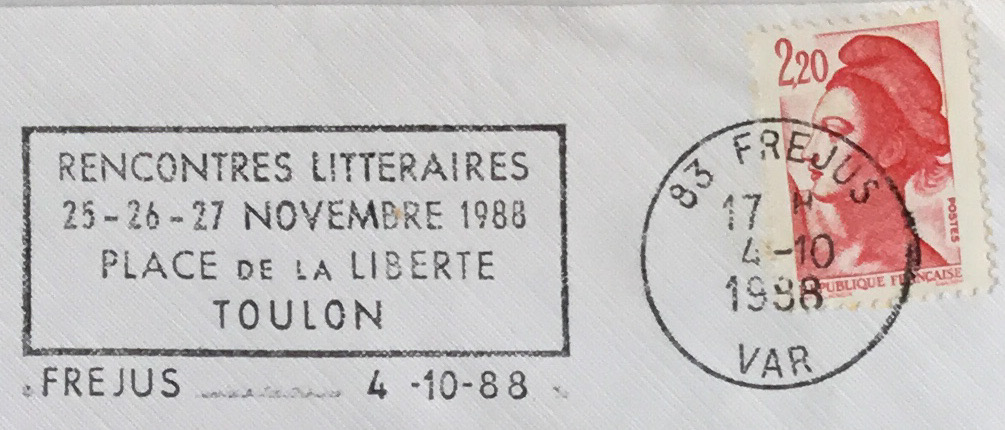 RENCONTRES LITTERAIRES
25-26-27 NOVEMBRE 1988
PLACE DE LA LIBERTE
TOULON
FREJUS 4 -10-88
2,20
POSTES
PUBLIQUE FRANÇAISE
83 FREJUS
17 H
4 -10
1988
VAR